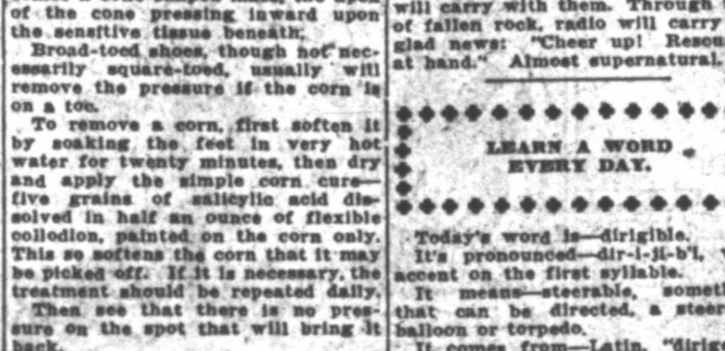 of the cone pressing inward upon
the sensitive tissue beneath.
Broad-toed shoes, though not nec-
essarily square-toed, usually will
remove the pressure if the corn is
on a toe.
To remove a corn, first soften it
by soaking the feet in very hot
water for twenty minutes, then dry
and apply the simple corn cure—
five grains of salicylic acid dis-
solved in half an ounce of flexible
collodion, painted on the corn only.
This so softens the corn that it may
be picked off. If it is necessary, the
treatment should be repeated daily.
Then see that there is no pres-
sure on the spot that will bring it
back.
will carry with them. Through
of fallen rock, radio will carry
glad news: "Cheer up!
at hand." Almost supernatural.
LEARN A WORD
EVERY DAY.
Today's word is—dirigible.
It's pronounced—dir-i-ji-b'l,
accent on the first syllable.
It means—steerable,
that can be directed, a
balloon or torpedo.
It comes from—Latin,